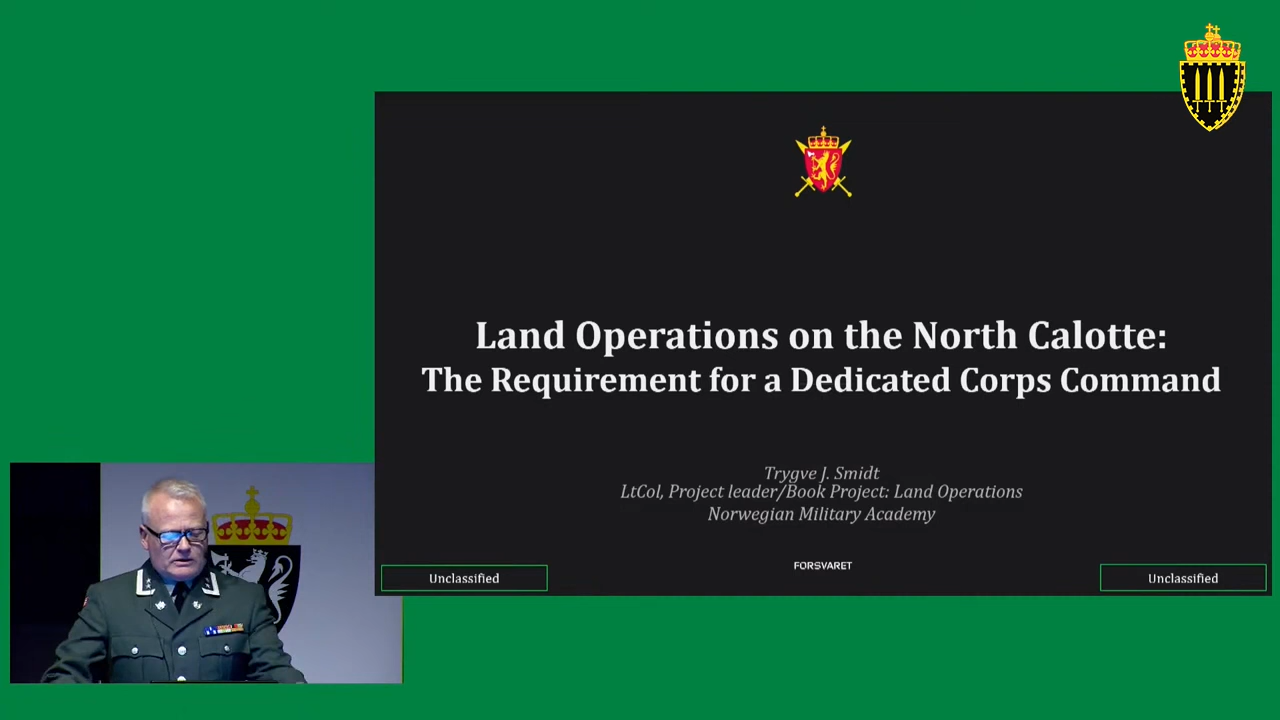 Land Operations on the North Calotte:
The Requirement for a Dedicated Corps Command
Trygve J. Smidt
LtCol, Project leader/Book Project: Land Operations
Norwegian Military Academy
FORSVARET
Unclassified
Unclassified